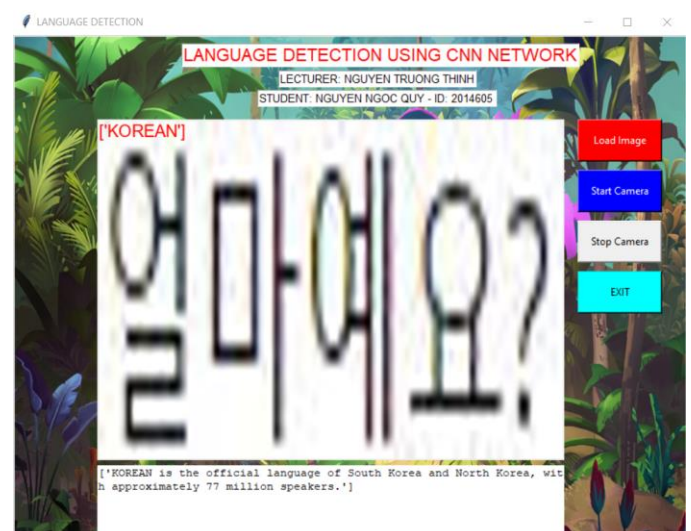 LANGUAGE DETECTION
LANGUAGE DETECTION USING CNN NETWORK
LECTURER: NGUYEN TRUONG THINH
STUDENT: NGUYEN NGOC QUY - ID: 2014605
['KOREAN']
얼마예요?
Load Image
Start Camera
Stop Camera
EXIT
['KOREAN is the official language of South Korea and North Korea, wit
h approximately 77 million speakers.']